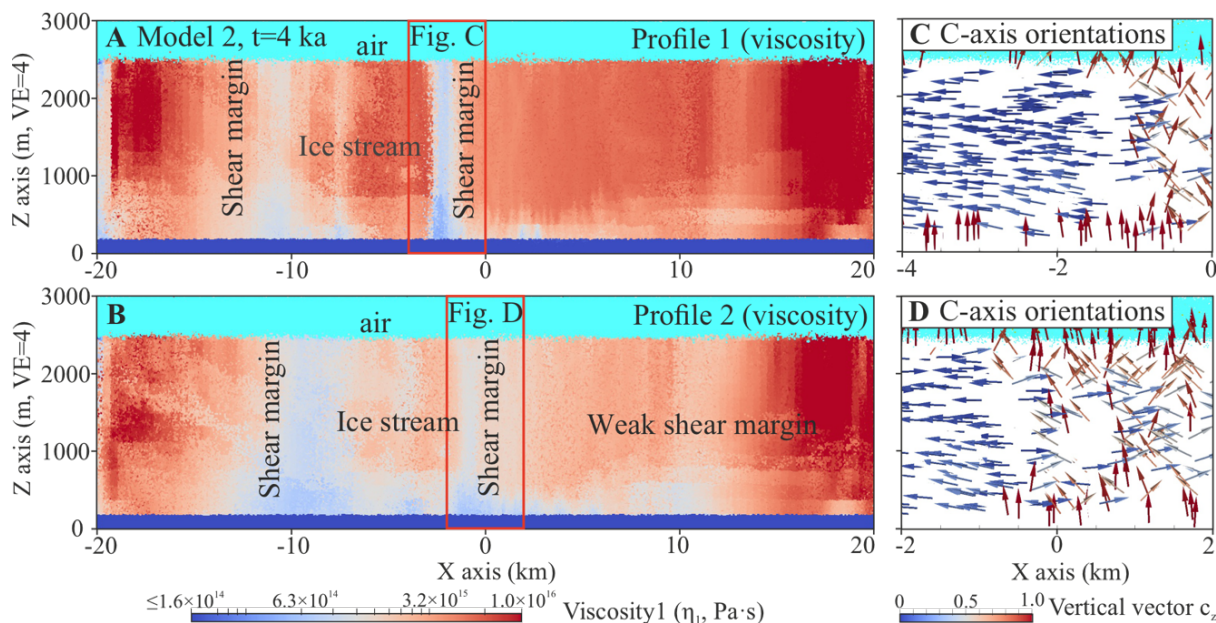 A Model 2, t=4 ka
air
Fig. C
Profile 1 (viscosity)
Shear margin
Ice stream
Shear margin
Z axis (m, VE=4)
3000
2000
1000
0
-20
-10
0
10
20
C C-axis orientations
-4
-2
0
B
air
Fig. D
Profile 2 (viscosity)
Shear margin
Ice stream
Shear margin
Weak shear margin
Z axis (m, VE=4)
3000
2000
1000
0
-20
-10
0
10
20
X axis (km)
D C-axis orientations
-2
0
2
X axis (km)
≤1.6×10¹⁴
6.3×10¹⁴
3.2×10¹⁵
1.0×10¹⁶
Viscosity1 (η₁, Pa·s)
0
0.5
1.0
Vertical vector c_z